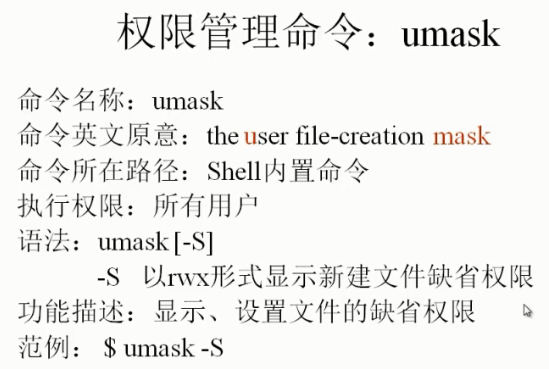 权限管理命令：umask
命令名称：umask
命令英文原意：the user file-creation mask
命令所在路径：Shell内置命令
执行权限：所有用户
语法：umask [-S]
-S 以rwx形式显示新建文件缺省权限
功能描述：显示、设置文件的缺省权限
范例： $ umask -S